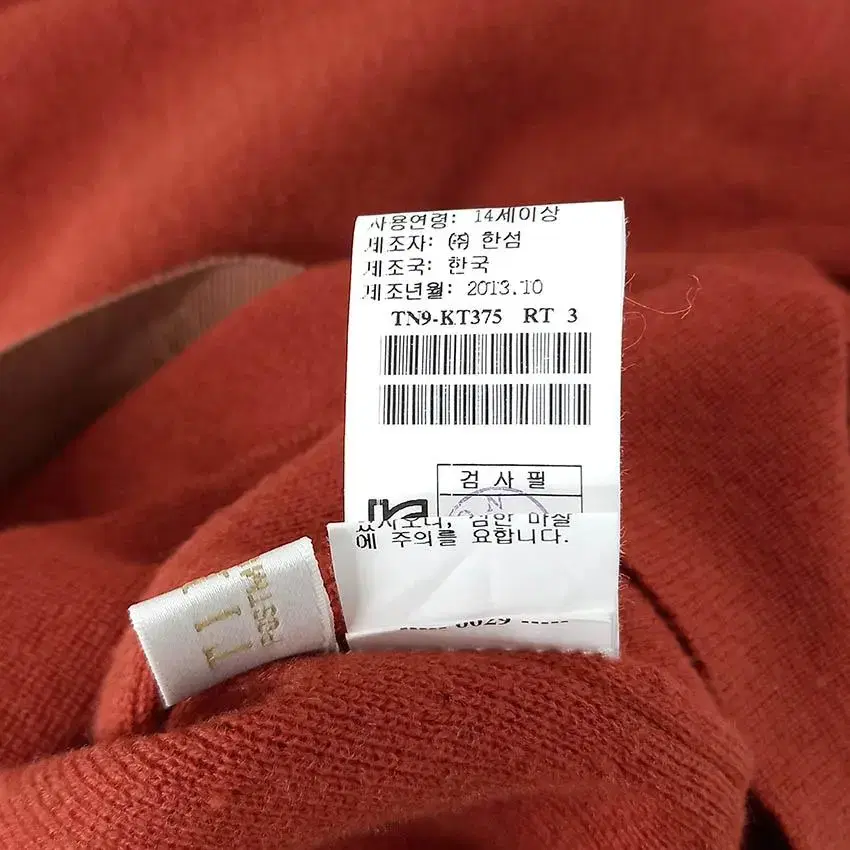 사용연령: 14세이상
제조자: ㈜ 한섬
제조국: 한국
제조년월: 2013.10
TN9-KT375 RT 3
검 사 필
에 주의를 요합니다.
0029
TI